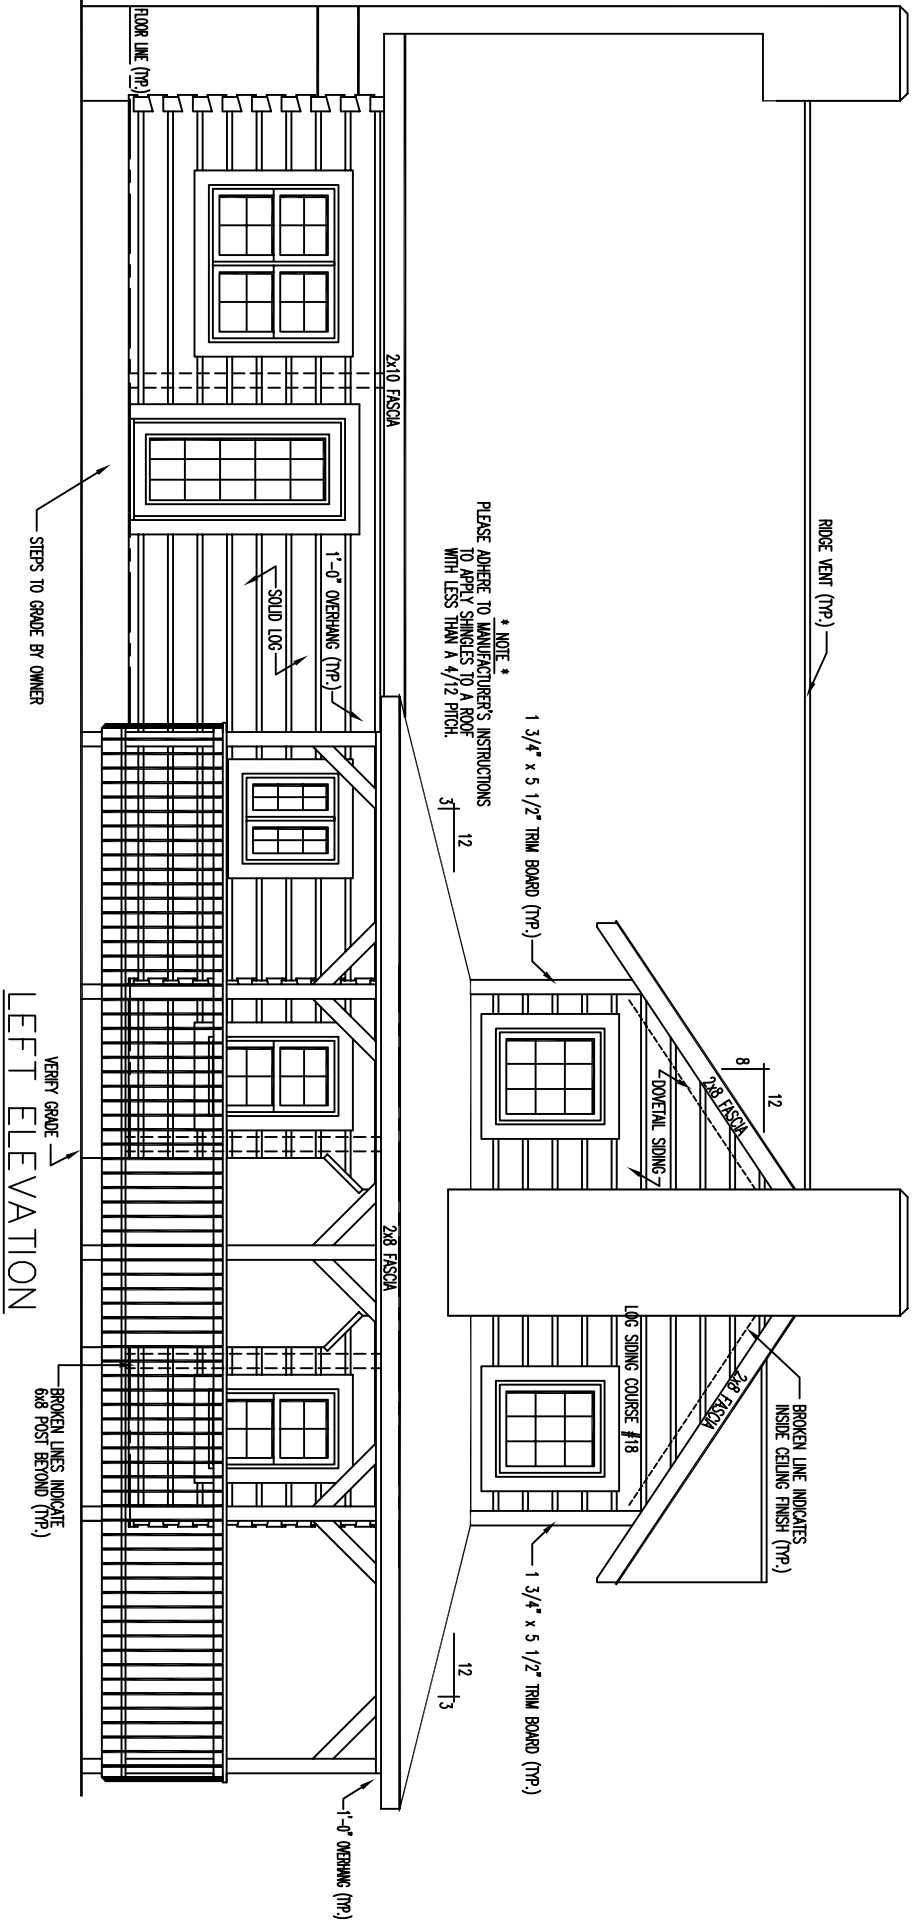 RIDGE VENT (TYP.)
BROKEN LINE INDICATES
INSIDE CEILING FINISH (TYP.)
12
8
2x8 FASCIA
2x8 FASCIA
DOVETAIL SIDING
LOG SIDING COURSE #18
1 3/4" x 5 1/2" TRIM BOARD (TYP.)
1 3/4" x 5 1/2" TRIM BOARD (TYP.)
* NOTE *
PLEASE ADHERE TO MANUFACTURER'S INSTRUCTIONS
TO APPLY SHINGLES TO A ROOF
WITH LESS THAN A 4/12 PITCH.
12
3
12
3
2x10 FASCIA
2x8 FASCIA
1'-0" OVERHANG (TYP.)
1'-0" OVERHANG (TYP.)
SOLID LOG
FLOOR LINE (TYP.)
STEPS TO GRADE BY OWNER
VERIFY GRADE
BROKEN LINES INDICATE
6x8 POST BEYOND (TYP.)
LEFT ELEVATION